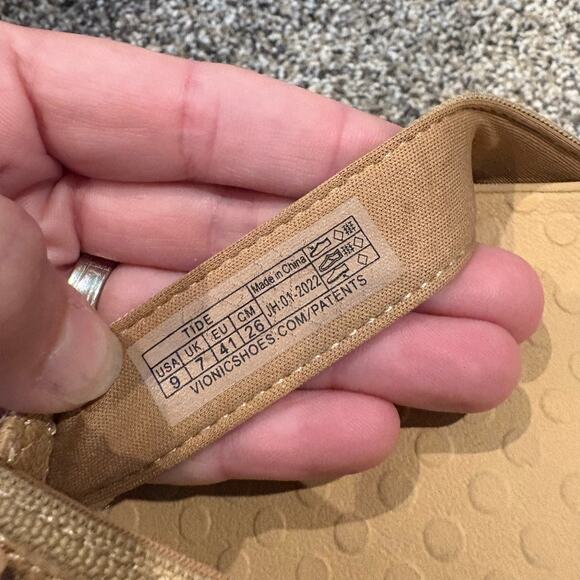 TIDE
USA UK EU CM
9 7 41 26
Made in China
JH-01-2022
VIONICSHOES.COM/PATENTS